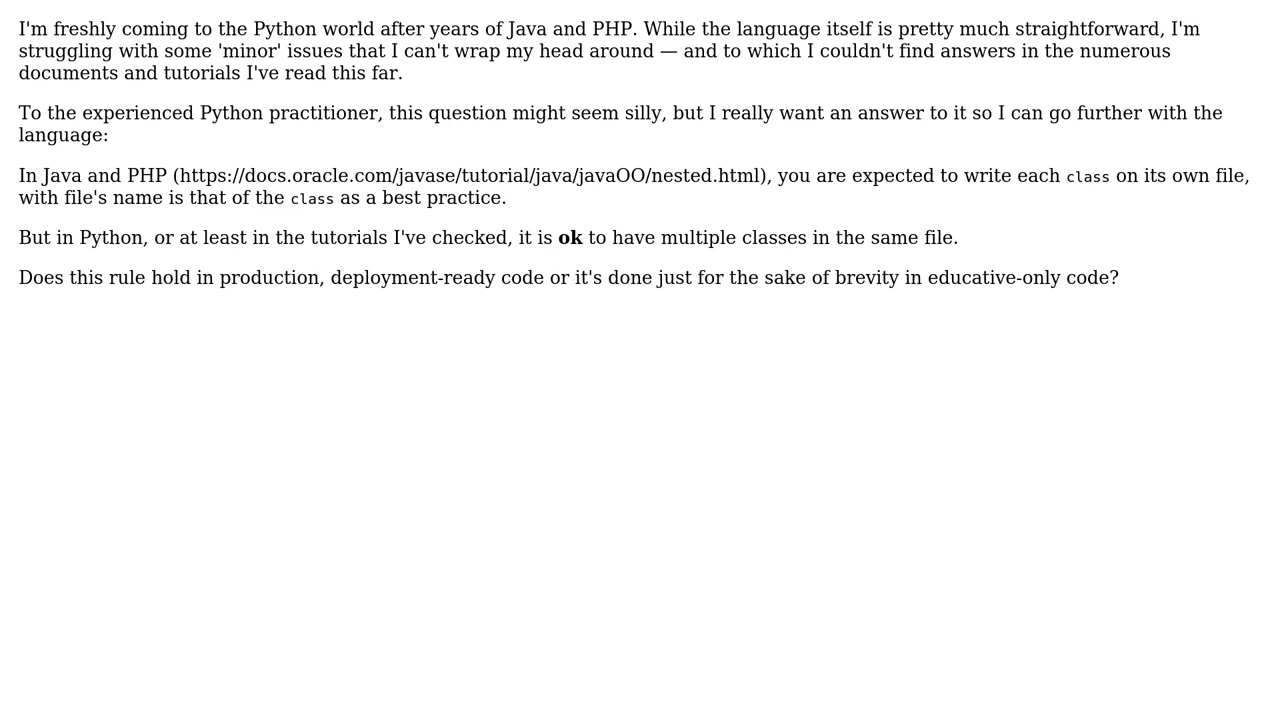 I'm freshly coming to the Python world after years of Java and PHP. While the language itself is pretty much straightforward, I'm
struggling with some 'minor' issues that I can't wrap my head around — and to which I couldn't find answers in the numerous
documents and tutorials I've read this far.
To the experienced Python practitioner, this question might seem silly, but I really want an answer to it so I can go further with the
language:
In Java and PHP (https://docs.oracle.com/javase/tutorial/java/javaOO/nested.html), you are expected to write each class on its own file,
with file's name is that of the class as a best practice.
But in Python, or at least in the tutorials I've checked, it is ok to have multiple classes in the same file.
Does this rule hold in production, deployment-ready code or it's done just for the sake of brevity in educative-only code?